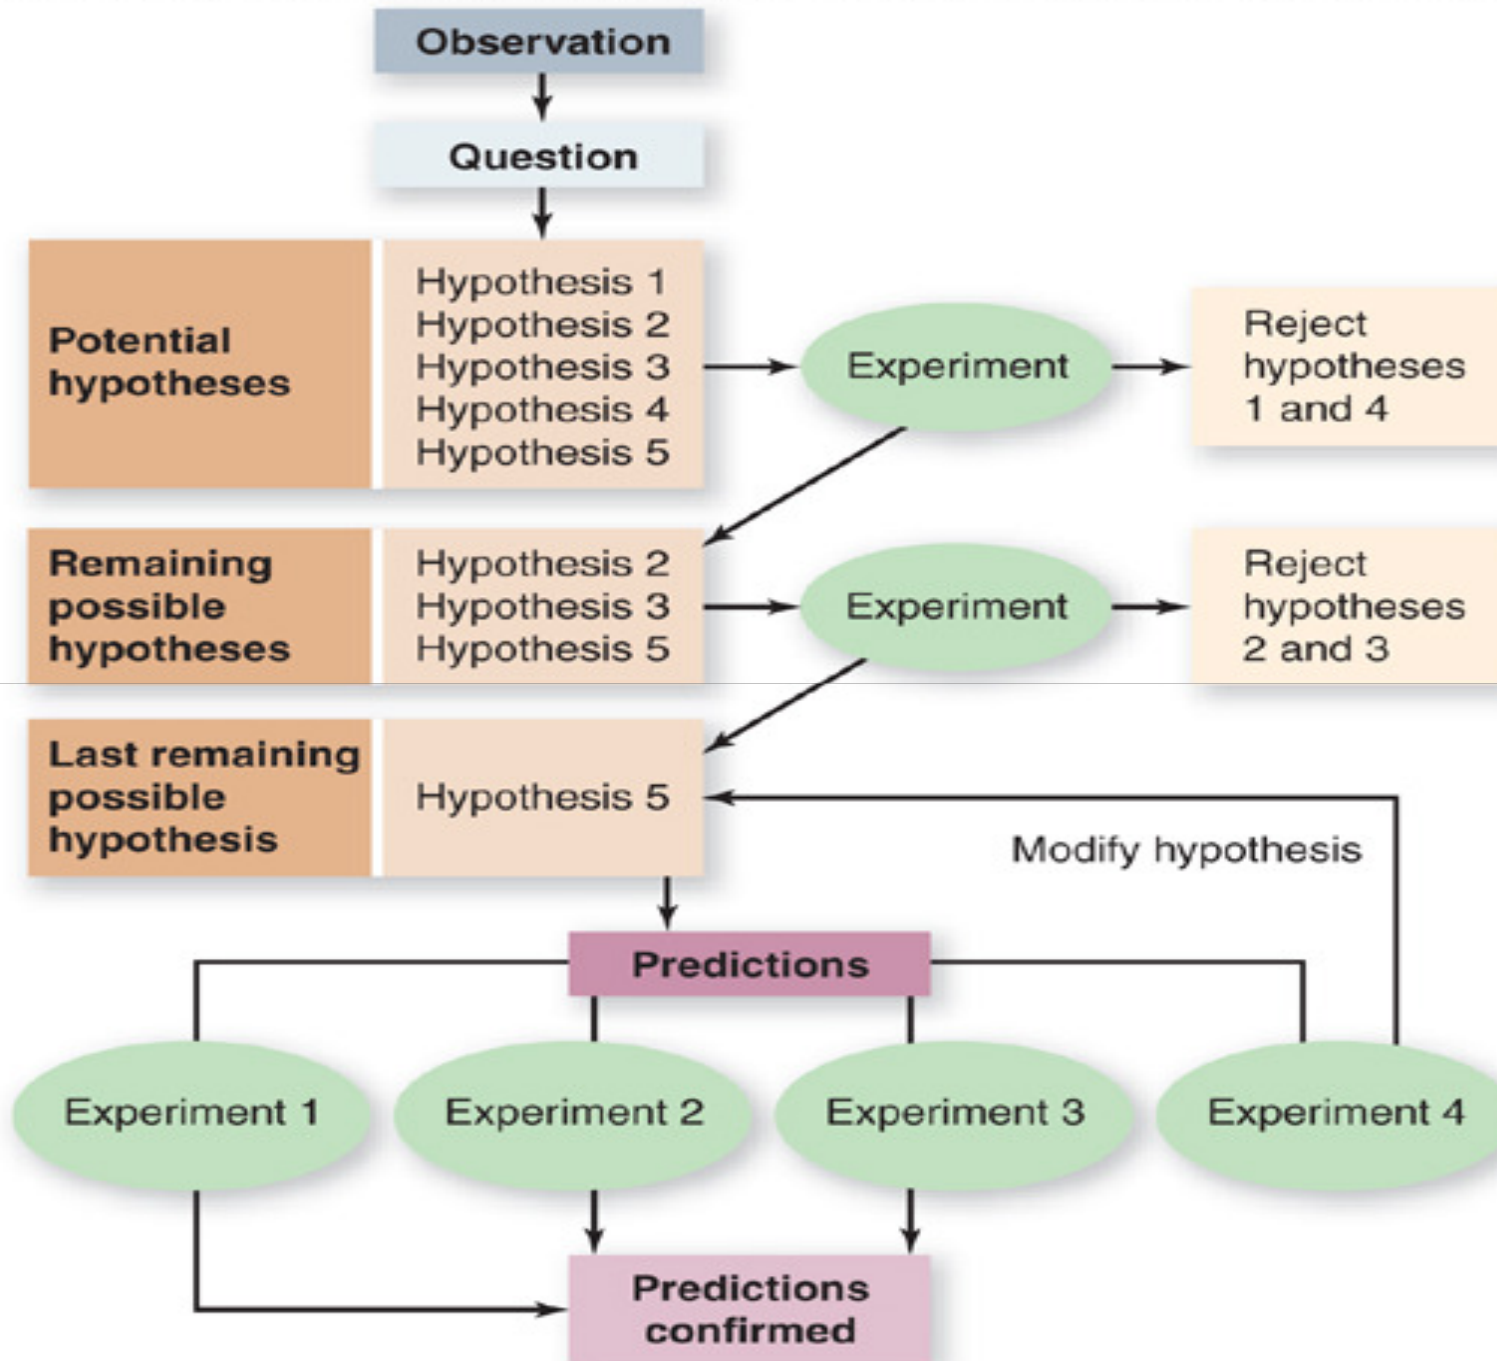 Observation
Question
Potential
hypotheses
Hypothesis 1
Hypothesis 2
Hypothesis 3
Hypothesis 4
Hypothesis 5
Experiment
Reject
hypotheses
1 and 4
Remaining
possible
hypotheses
Hypothesis 2
Hypothesis 3
Hypothesis 5
Experiment
Reject
hypotheses
2 and 3
Last remaining
possible
hypothesis
Hypothesis 5
Modify hypothesis
Predictions
Experiment 1
Experiment 2
Experiment 3
Experiment 4
Predictions
confirmed